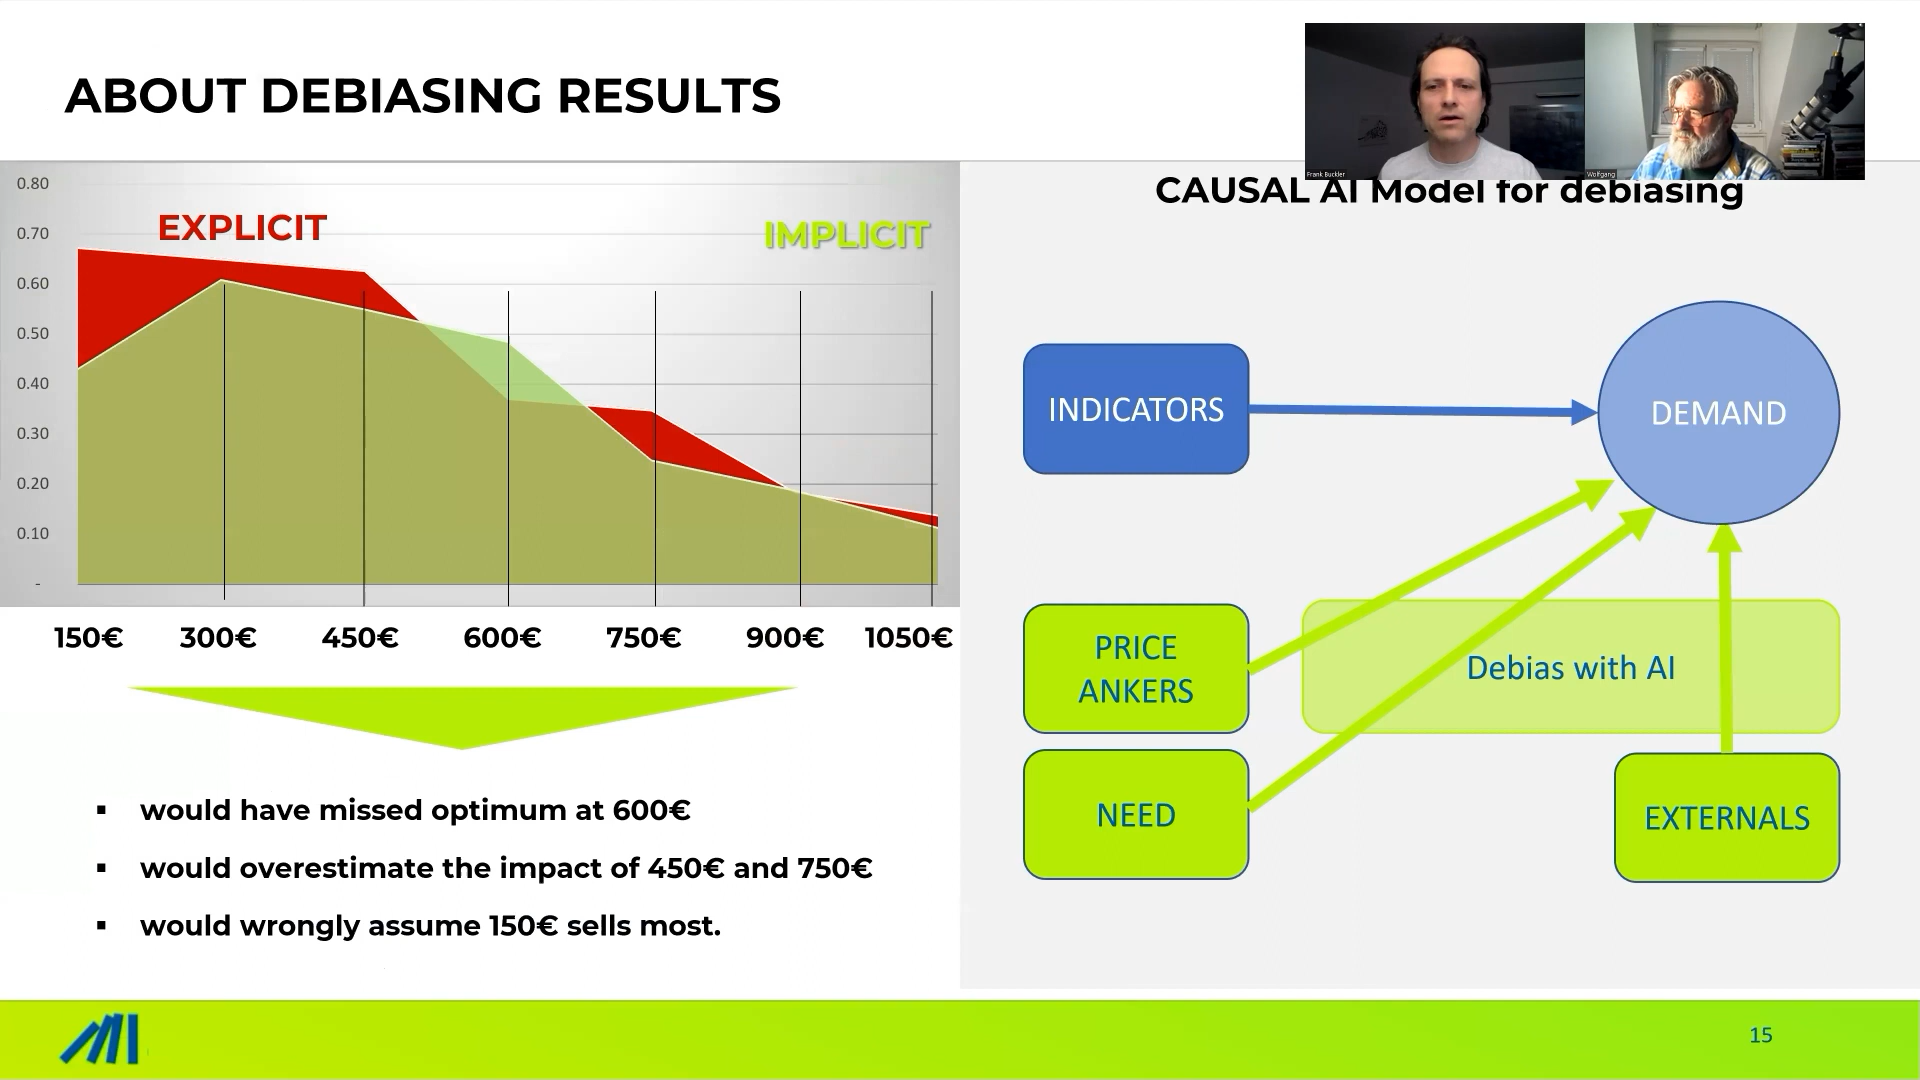 ABOUT DEBIASING RESULTS
Frank Buckler
Wolfgang
0.80
0.70
0.60
0.50
0.40
0.30
0.20
0.10
-
EXPLICIT
IMPLICIT
150€ 300€ 450€ 600€ 750€ 900€ 1050€
▪ would have missed optimum at 600€
▪ would overestimate the impact of 450€ and 750€
▪ would wrongly assume 150€ sells most.
CAUSAL AI Model for debiasing
INDICATORS
DEMAND
PRICE
ANKERS
Debias with AI
NEED
EXTERNALS
15